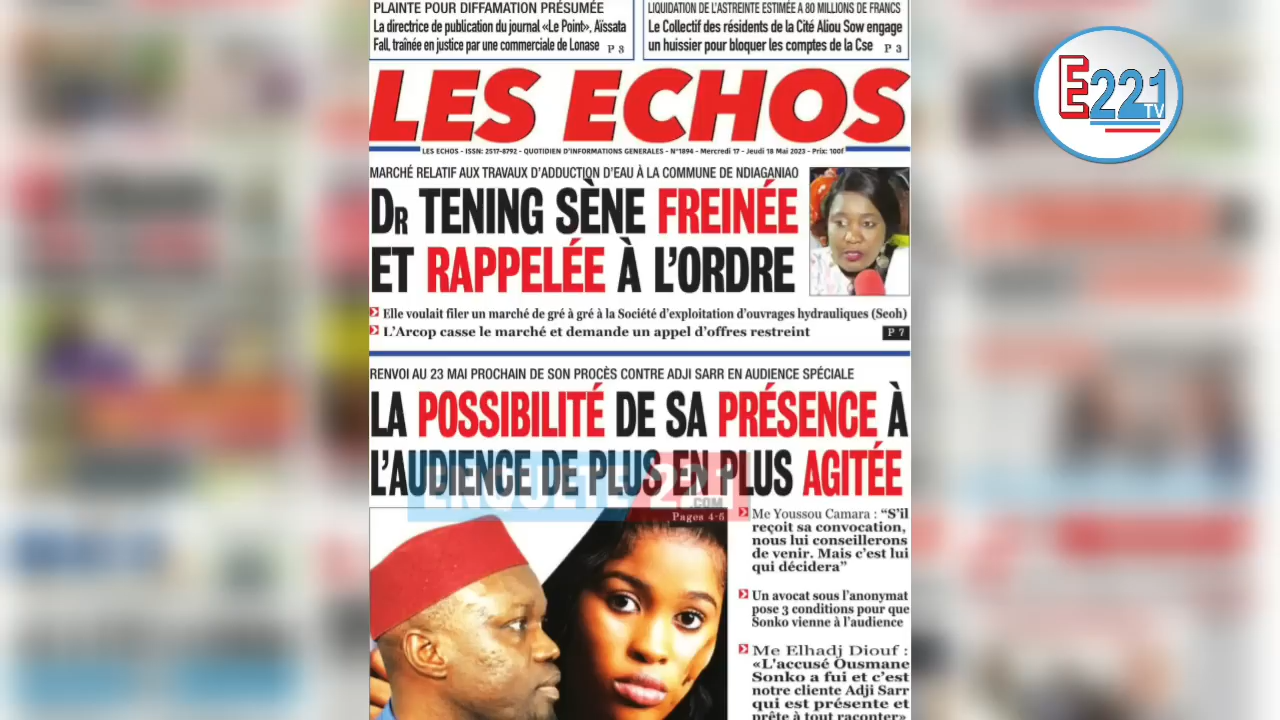 PLAINTE POUR DIFFAMATION PRÉSUMÉE
La directrice de publication du journal «Le Point», Aïssata
Fall, traînée en justice par une commerciale de Lonase P 3
LIQUIDATION DE L'ASTREINTE ESTIMÉE A 80 MILLIONS DE FRANCS
Le Collectif des résidents de la Cité Aliou Sow engage
un huissier pour bloquer les comptes de la Cse P 3
E221
TV
LES ECHOS
LES ECHOS - ISSN: 2517-8792 - QUOTIDIEN D'INFORMATIONS GENERALES - N°1894 - Mercredi 17 - Jeudi 18 Mai 2023 - Prix: 100f
MARCHÉ RELATIF AUX TRAVAUX D'ADDUCTION D'EAU À LA COMMUNE DE NDIAGANIAO
DR TENING SÈNE FREINÉE
ET RAPPELÉE À L'ORDRE
Elle voulait filer un marché de gré à gré à la Société d'exploitation d'ouvrages hydrauliques (Seoh)
L'Arcop casse le marché et demande un appel d'offres restreint P 7
RENVOI AU 23 MAI PROCHAIN DE SON PROCÈS CONTRE ADJI SARR EN AUDIENCE SPÉCIALE
LA POSSIBILITÉ DE SA PRÉSENCE À
L'AUDIENCE DE PLUS EN PLUS AGITÉE
ENQUETE 221
.COM
Pages 4-5
Me Youssou Camara : "S'il
reçoit sa convocation,
nous lui conseillerons
de venir. Mais c'est lui
qui décidera"
Un avocat sous l'anonymat
pose 3 conditions pour que
Sonko vienne à l'audience
Me Elhadj Diouf :
«L'accusé Ousmane
Sonko a fui et c'est
notre cliente Adji Sarr
qui est présente et
prête à tout raconter»